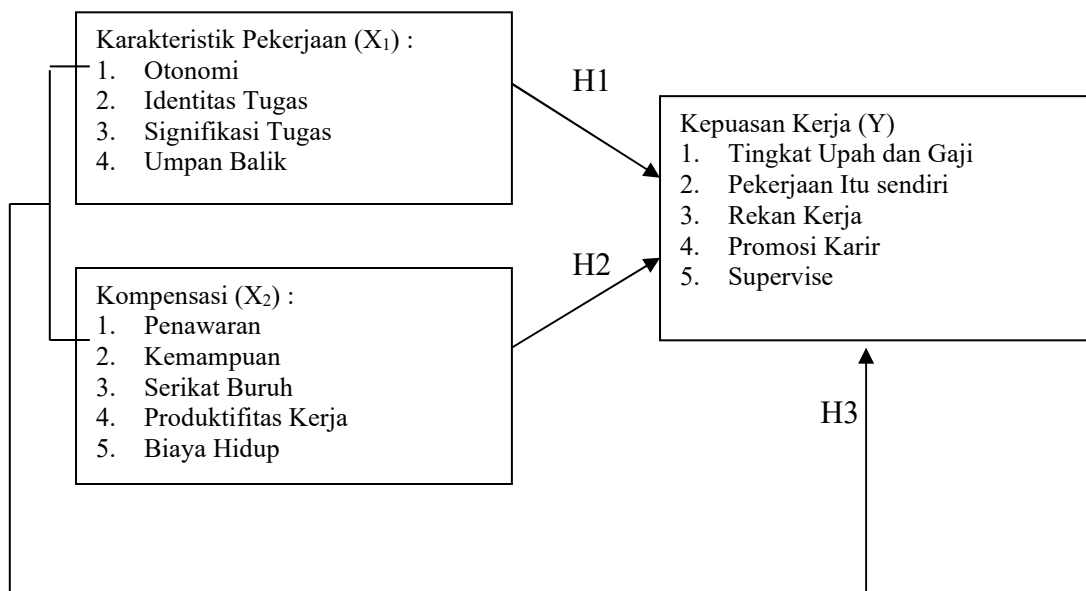 Karakteristik Pekerjaan (X₁) :
1. Otonomi
2. Identitas Tugas
3. Signifikasi Tugas
4. Umpan Balik
H1
Kepuasan Kerja (Y)
1. Tingkat Upah dan Gaji
2. Pekerjaan Itu sendiri
3. Rekan Kerja
4. Promosi Karir
5. Supervise
H2
Kompensasi (X₂) :
1. Penawaran
2. Kemampuan
3. Serikat Buruh
4. Produktifitas Kerja
5. Biaya Hidup
H3